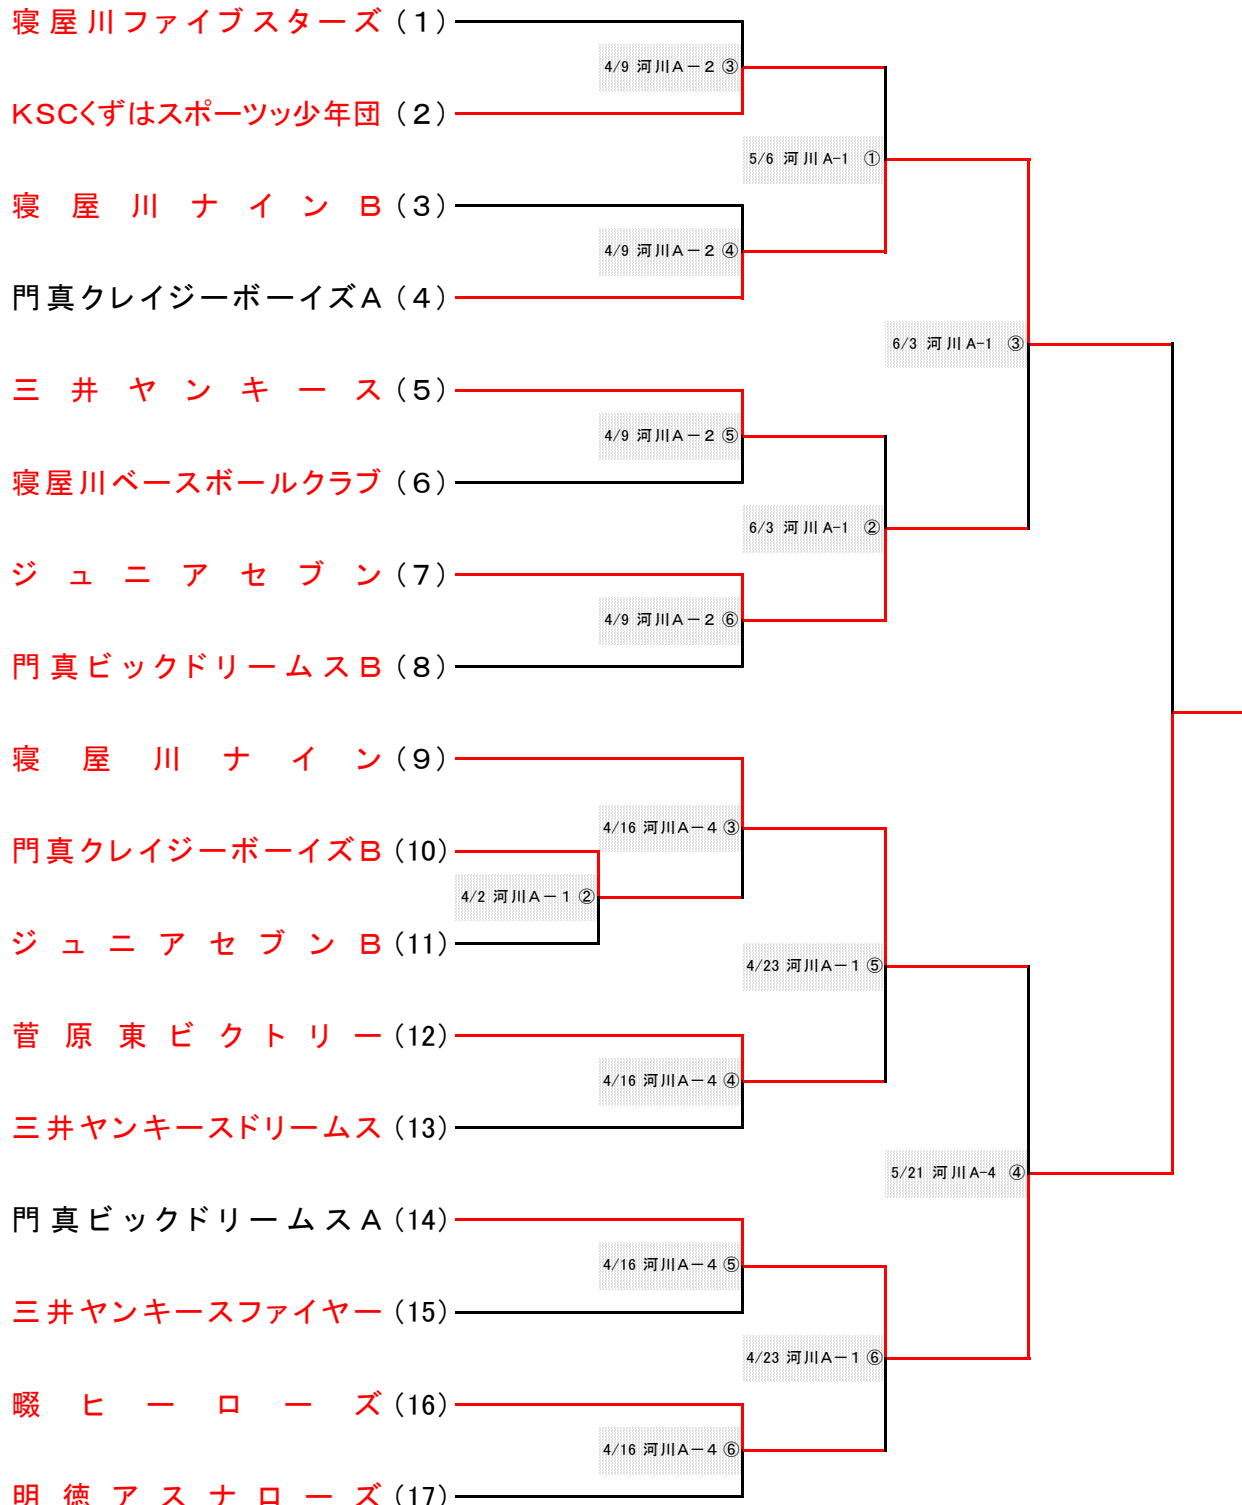 寝屋川ファイブスターズ（1）
4/9 河川A－2 ③
KSCくずはスポーツッ少年団（2）
5/6 河川A-1 ①
寝屋川ナインB（3）
4/9 河川A－2 ④
門真クレイジーボーイズA（4）
6/3 河川A-1 ③
三井ヤンキース（5）
4/9 河川A－2 ⑤
寝屋川ベースボールクラブ（6）
6/3 河川A-1 ②
ジュニアセブン（7）
4/9 河川A－2 ⑥
門真ビックドリームスB（8）
寝屋川ナイン（9）
4/16 河川A－4 ③
門真クレイジーボーイズB（10）
4/2 河川A－1 ②
ジュニアセブンB（11）
4/23 河川A－1 ⑤
菅原東ビクトリー（12）
4/16 河川A－4 ④
三井ヤンキースドリームス（13）
5/21 河川A-4 ④
門真ビックドリームスA（14）
4/16 河川A－4 ⑤
三井ヤンキースファイヤー（15）
4/23 河川A－1 ⑥
畷ヒーローズ（16）
4/16 河川A－4 ⑥
明徳アスナローズ（17）